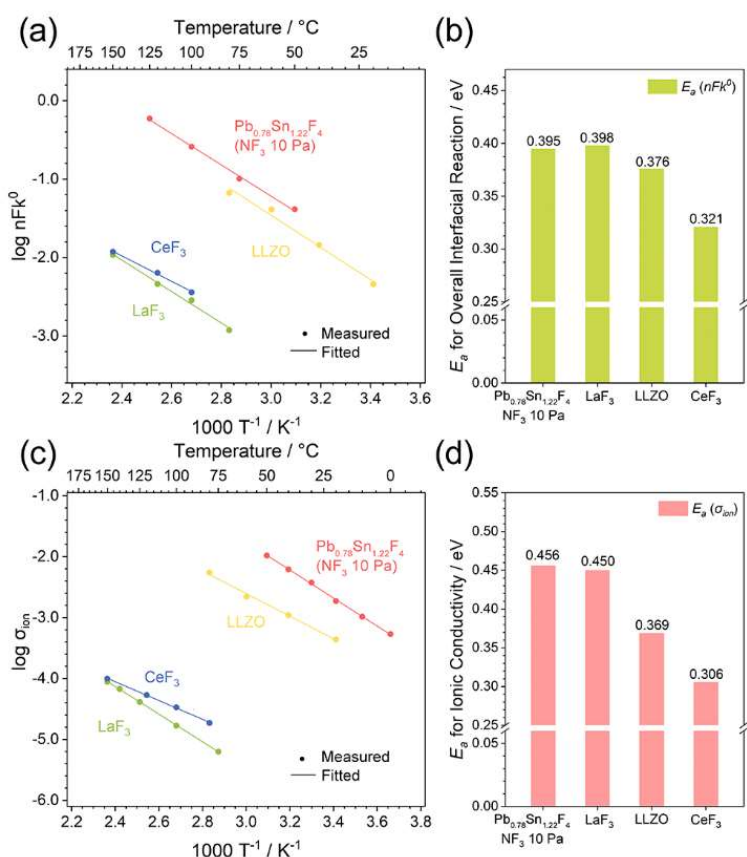 (a)
Temperature / °C
175 150 125 100 75 50 25 0
0.0
-1.0
-2.0
-3.0
log nFk⁰
Pb₀.₇₈Sn₁.₂₂F₄
(NF₃ 10 Pa)
LLZO
CeF₃
LaF₃
Measured
Fitted
2.2 2.4 2.6 2.8 3.0 3.2 3.4 3.6
1000 T⁻¹ / K⁻¹
(b)
Eₐ for Overall Interfacial Reaction / eV
0.45
0.40
0.35
0.30
0.25
0.05
0.00
Eₐ (nFk⁰)
0.395
0.398
0.376
0.321
Pb₀.₇₈Sn₁.₂₂F₄ LaF₃ LLZO CeF₃
NF₃ 10 Pa
(c)
Temperature / °C
175 150 125 100 75 50 25 0
-1.0
-2.0
-3.0
-4.0
-5.0
-6.0
log σᵢₒₙ
Pb₀.₇₈Sn₁.₂₂F₄
(NF₃ 10 Pa)
LLZO
CeF₃
LaF₃
Measured
Fitted
2.2 2.4 2.6 2.8 3.0 3.2 3.4 3.6 3.8
1000 T⁻¹ / K⁻¹
(d)
Eₐ for Ionic Conductivity / eV
0.55
0.50
0.45
0.40
0.35
0.30
0.25
0.05
0.00
Eₐ (σᵢₒₙ)
0.456
0.450
0.369
0.306
Pb₀.₇₈Sn₁.₂₂F₄ LaF₃ LLZO CeF₃
NF₃ 10 Pa